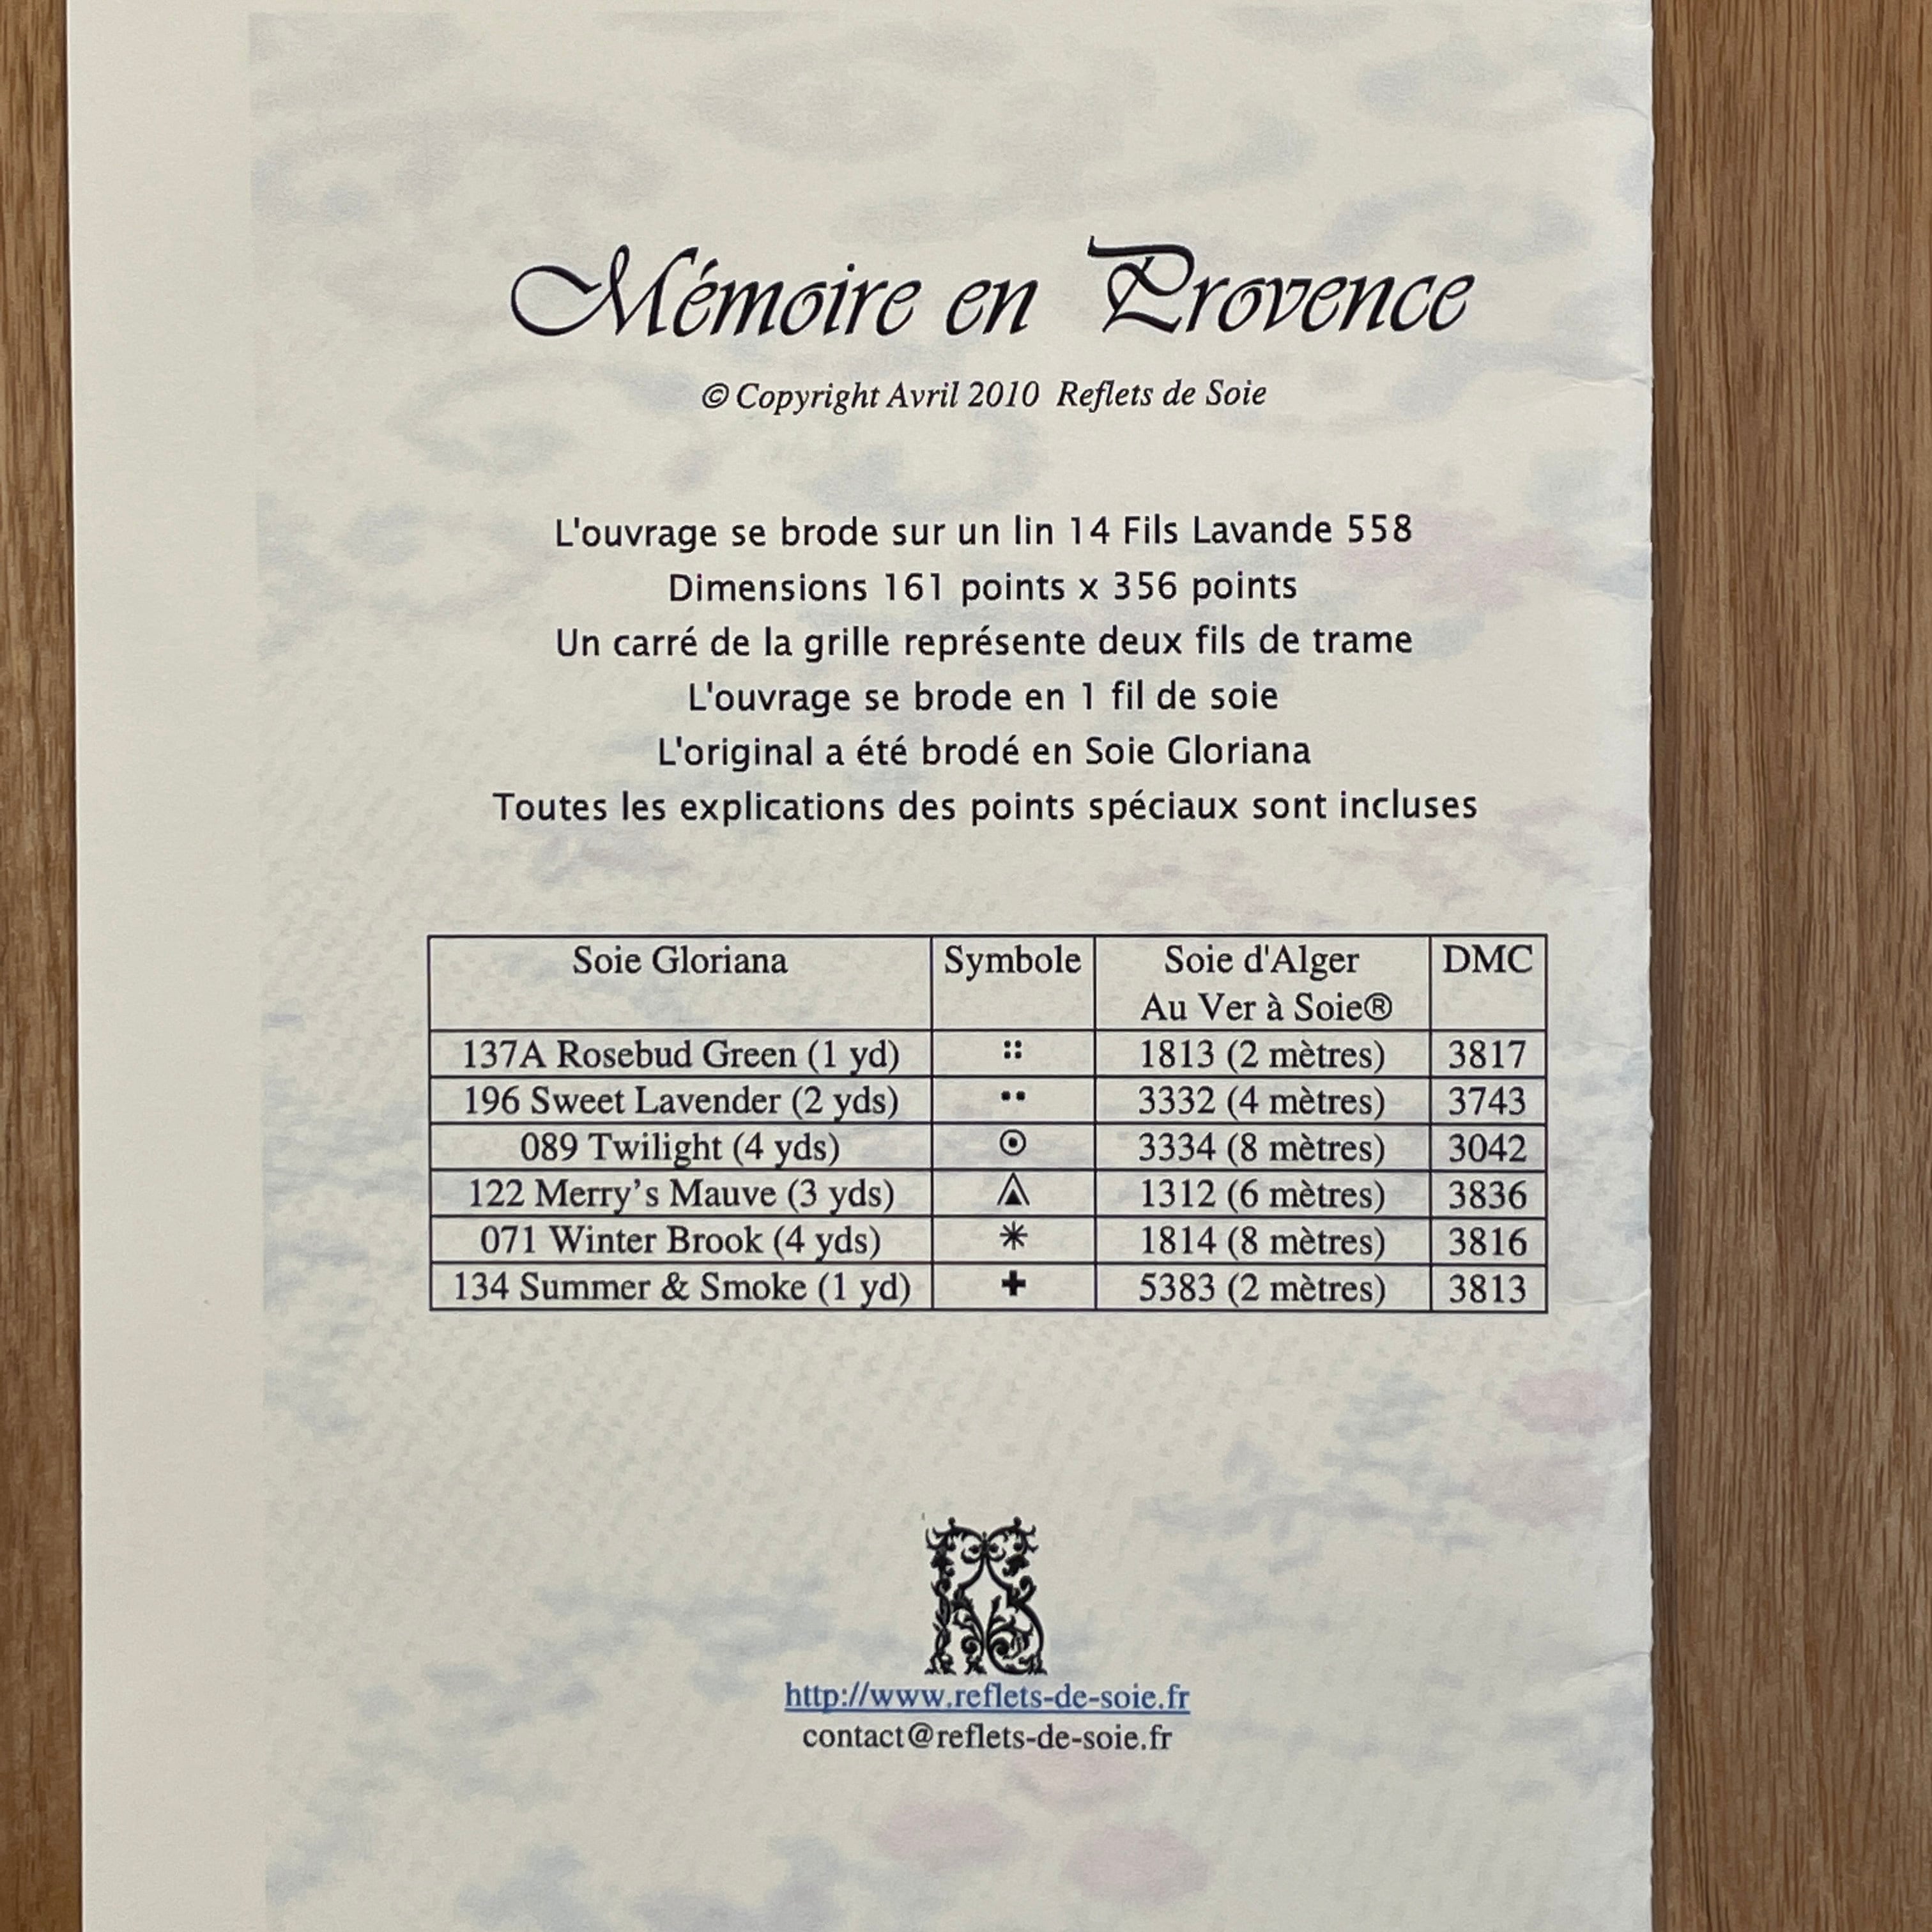 Mémoire en Provence
© Copyright Avril 2010 Reflets de Soie
L'ouvrage se brode sur un lin 14 Fils Lavande 558
Dimensions 161 points x 356 points
Un carré de la grille représente deux fils de trame
L'ouvrage se brode en 1 fil de soie
L'original a été brodé en Soie Gloriana
Toutes les explications des points spéciaux sont incluses
Soie Gloriana Symbole Soie d'Alger DMC
Au Ver à Soie®
137A Rosebud Green (1 yd) 1813 (2 mètres) 3817
196 Sweet Lavender (2 yds) 3332 (4 mètres) 3743
089 Twilight (4 yds) 3334 (8 mètres) 3042
122 Merry’s Mauve (3 yds) 1312 (6 mètres) 3836
071 Winter Brook (4 yds) 1814 (8 mètres) 3816
134 Summer & Smoke (1 yd) 5383 (2 mètres) 3813
http://www.reflets-de-soie.fr
contact@reflets-de-soie.fr